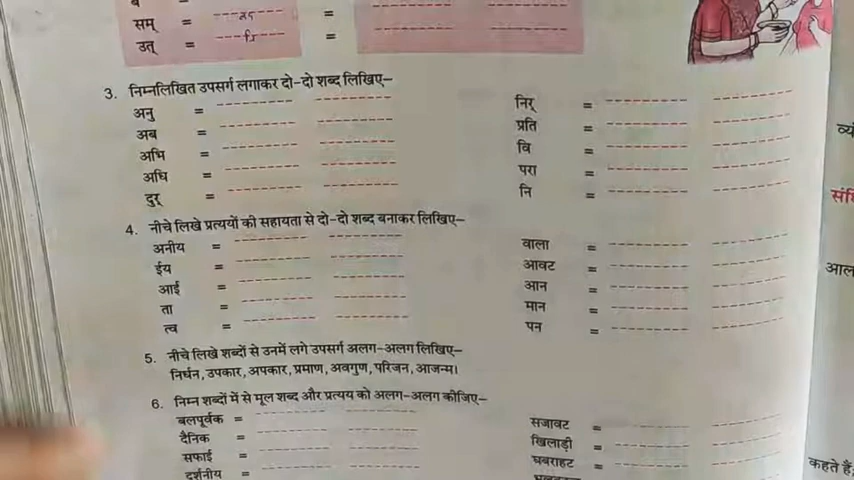 सम् =
उत् =
3. निम्नलिखित उपसर्ग लगाकर दो-दो शब्द लिखिए-
अनु = निर् =
अब = प्रति =
अभि = वि =
अधि = परा =
दुर् = नि =
4. नीचे लिखे प्रत्ययों की सहायता से दो-दो शब्द बनाकर लिखिए-
अनीय = वाला =
ईय = आवट =
आई = आन =
ता = मान =
त्व = पन =
5. नीचे लिखे शब्दों से उनमें लगे उपसर्ग अलग-अलग लिखिए-
निर्धन, उपकार, अपकार, प्रमाण, अवगुण, परिजन, आजन्म।
6. निम्न शब्दों में से मूल शब्द और प्रत्यय को अलग-अलग कीजिए-
बलपूर्वक = सजावट =
दैनिक = खिलाड़ी =
सफाई = घबराहट =
दर्शनीय =
कहते हैं